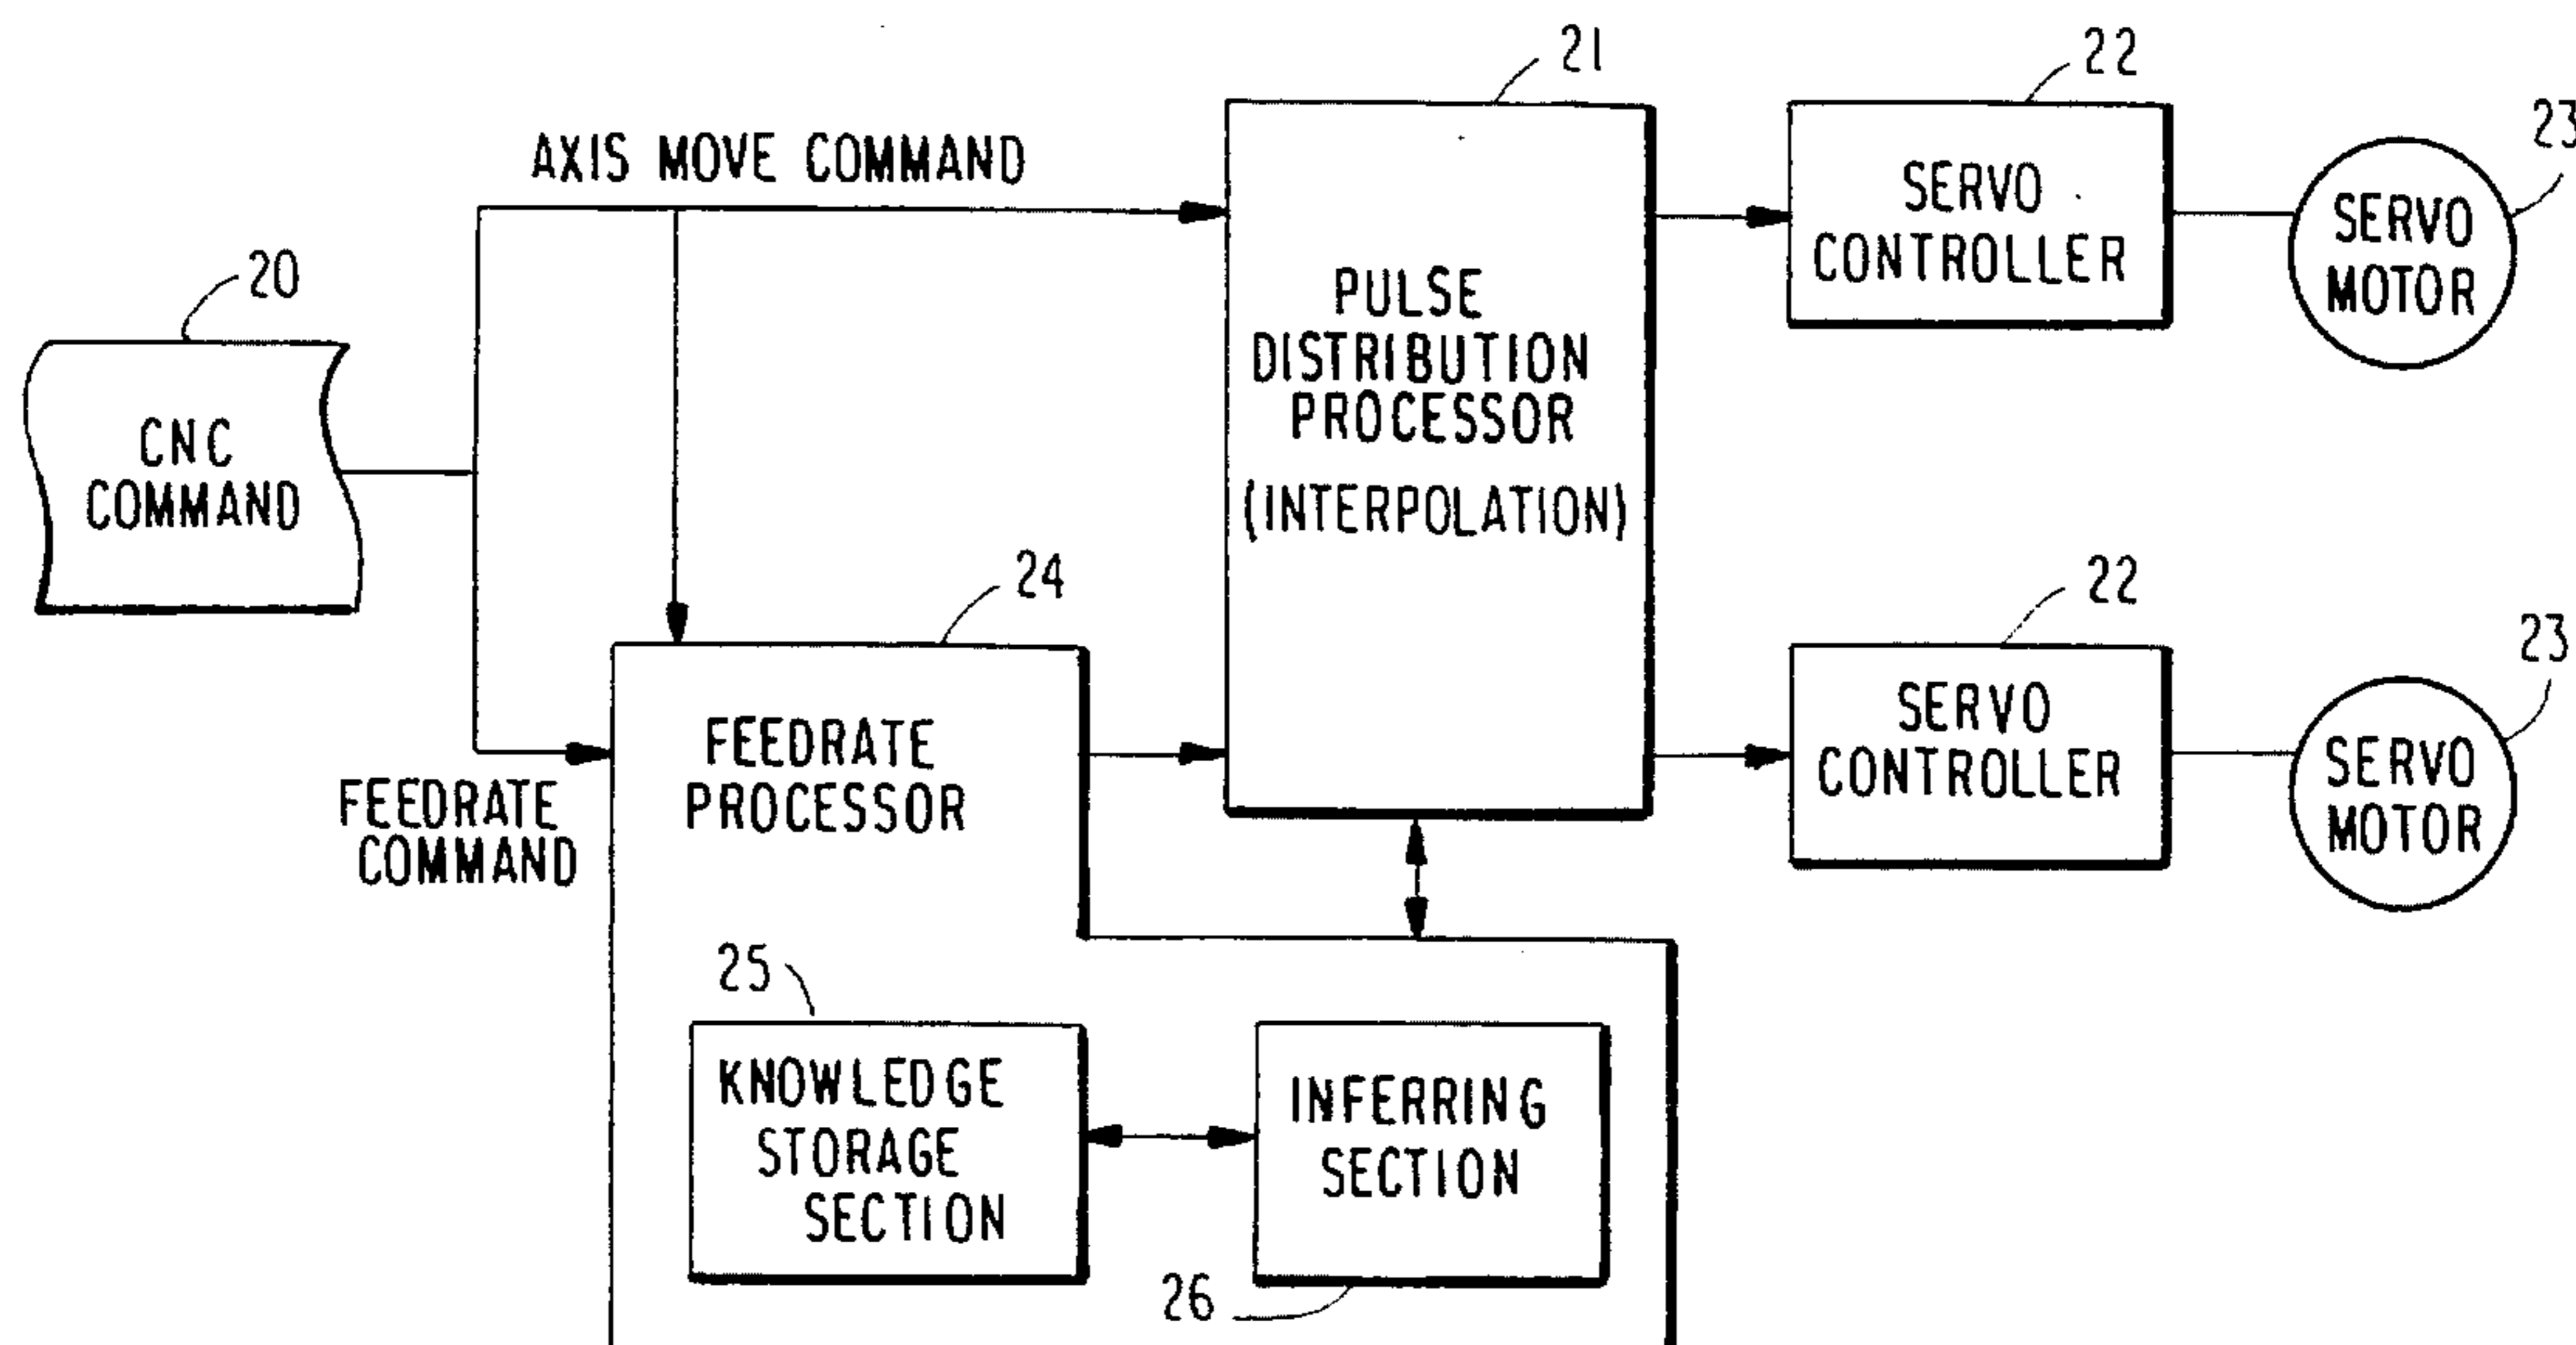 21
22
23
AXIS MOVE COMMAND
SERVO
CONTROLLER
SERVO
MOTOR
20
PULSE
DISTRIBUTION
PROCESSOR
(INTERPOLATION)
CNC
COMMAND
24
22
23
FEEDRATE
PROCESSOR
SERVO
CONTROLLER
SERVO
MOTOR
FEEDRATE
COMMAND
25
KNOWLEDGE
STORAGE
SECTION
INFERRING
SECTION
26